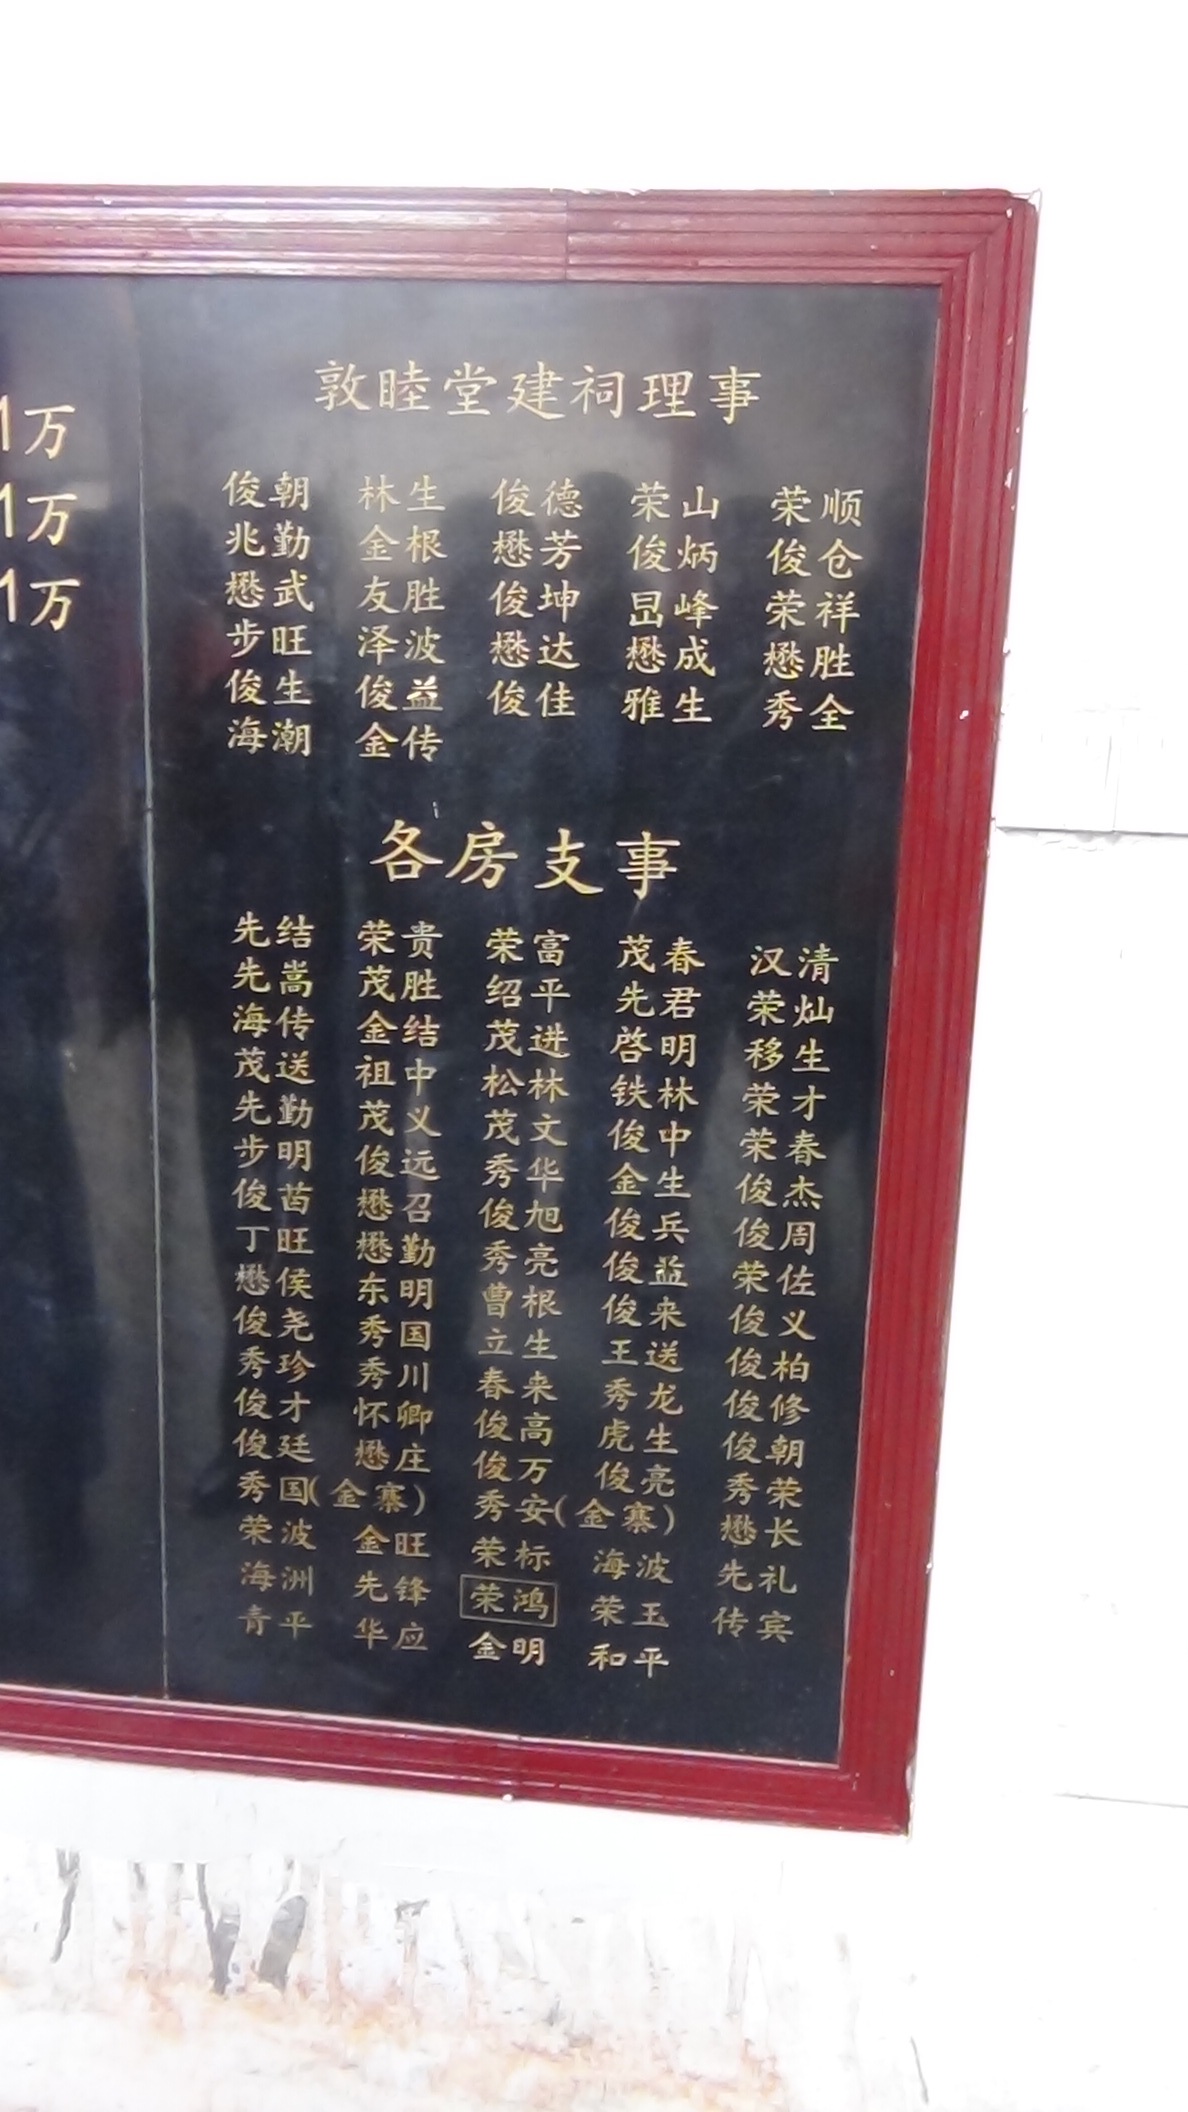 1万
1万
1万
敦睦堂建祠理事
俊朝 林生 俊德 荣山 荣顺
兆勤 金根 懋芳 俊炳 俊仓
懋武 友胜 俊坤 昷峰 荣祥
步旺 泽波 懋达 懋成 懋胜
俊生 俊益 俊佳 雅生 秀全
海潮 金传
各房支事
先结 荣贵 荣富 茂春 汉清
先嵩 茂胜 绍平 先君 荣灿
海传 金结 茂进 启明 移生
茂送 祖中 松林 铁林 荣才
先勤 茂义 茂文 俊中 荣春
步明 俊远 秀华 金生 俊杰
俊苗 懋召 俊旭 俊兵 俊周
丁旺 懋勤 秀亮 俊益 荣佐
懋侯 东明 曹根 俊来 俊义
俊尧 秀国 立生 王送 俊柏
秀珍 秀川 春来 秀龙 俊修
俊才 怀卿 俊高 虎生 俊朝
俊廷 懋庄 俊万 俊亮 秀荣
秀国(金寨) 秀安(金寨) 懋长
荣波 金旺 荣标 海波 先礼
海洲 先锋 荣鸿 荣玉 传宾
青平 华应 金明 和平